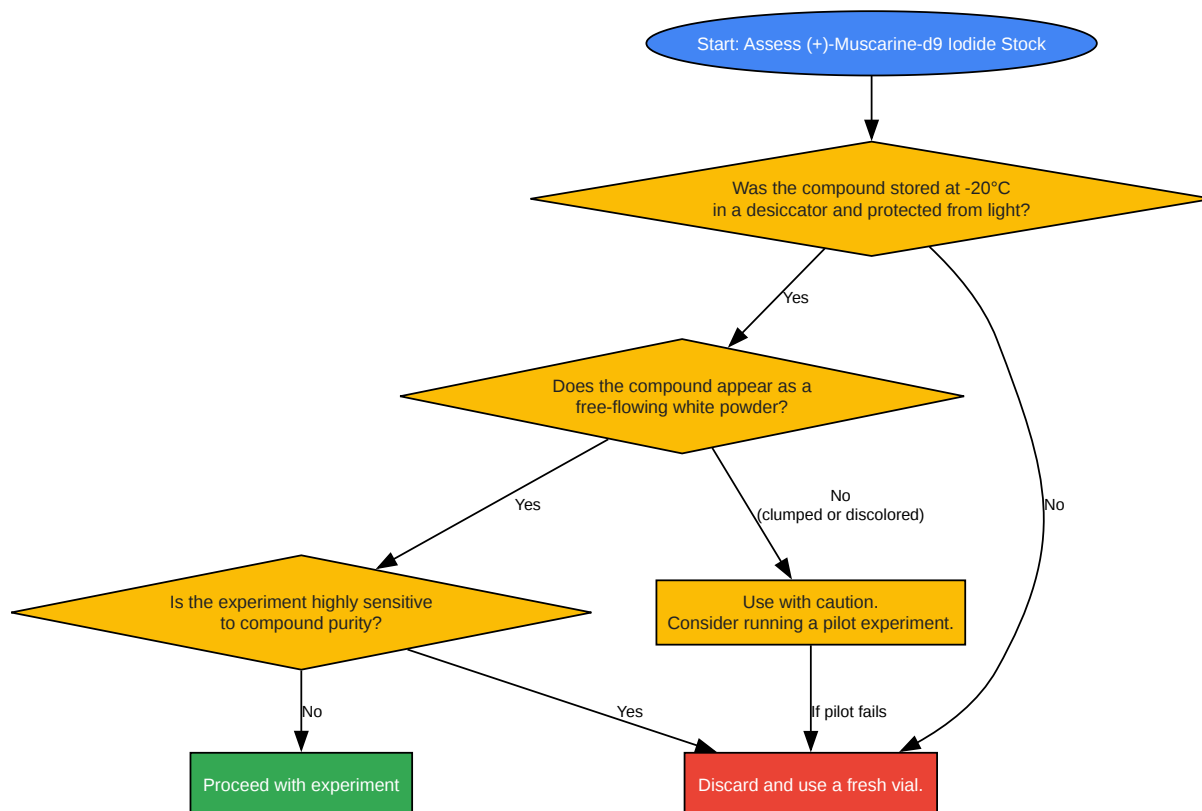 Start: Assess (+)-Muscarine-d9 Iodide Stock
Was the compound stored at -20°C
in a desiccator and protected from light?
Yes
No
Does the compound appear as a
free-flowing white powder?
Yes
No
(clumped or discolored)
Is the experiment highly sensitive
to compound purity?
Use with caution.
Consider running a pilot experiment.
No
Yes
If pilot fails
Proceed with experiment
Discard and use a fresh vial.